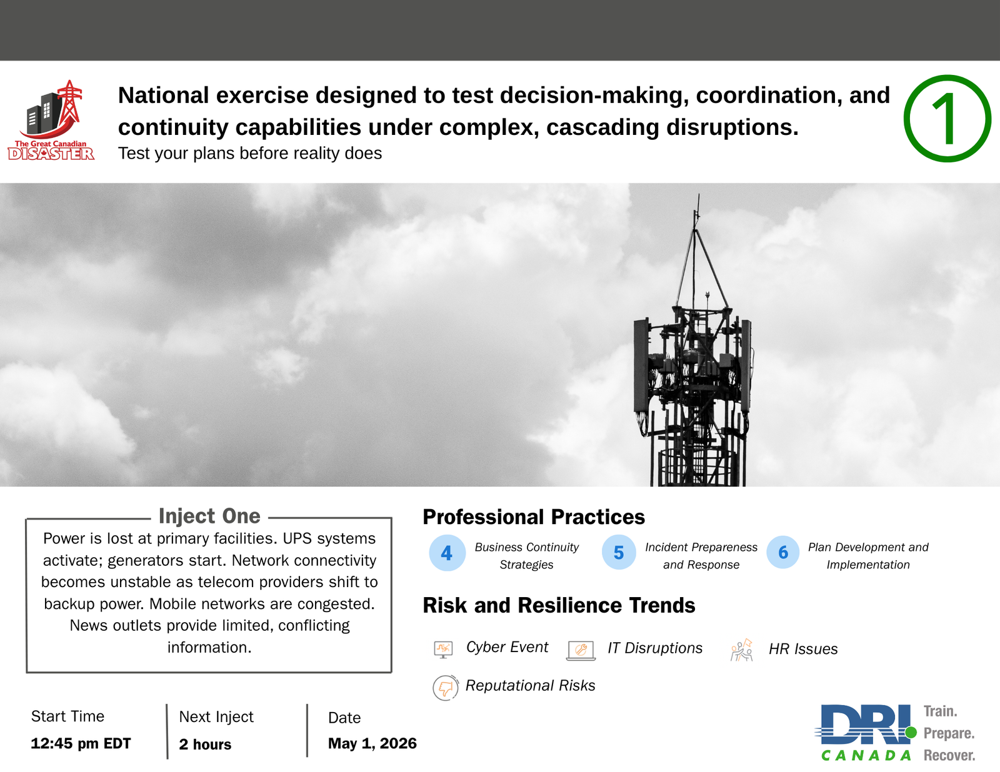 National exercise designed to test decision-making, coordination, and
continuity capabilities under complex, cascading disruptions.
Test your plans before reality does
The Great Canadian
DISASTER
1
Inject One
Power is lost at primary facilities. UPS systems
activate; generators start. Network connectivity
becomes unstable as telecom providers shift to
backup power. Mobile networks are congested.
News outlets provide limited, conflicting
information.
Professional Practices
4 Business Continuity
Strategies
5 Incident Prepareness
and Response
6 Plan Development and
Implementation
Risk and Resilience Trends
Cyber Event
IT Disruptions
HR Issues
Reputational Risks
Start Time
12:45 pm EDT
Next Inject
2 hours
Date
May 1, 2026
DRI
CANADA
Train.
Prepare.
Recover.